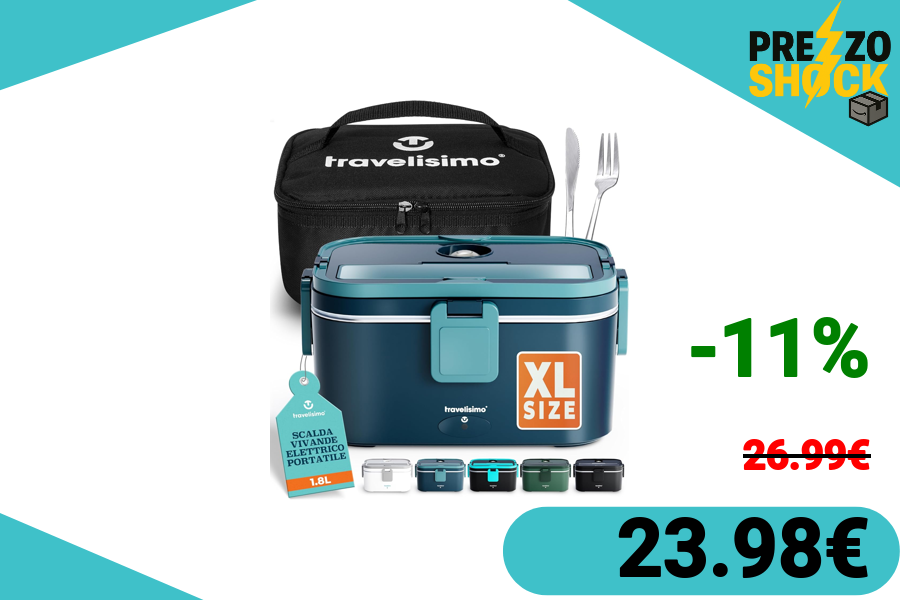 PREZZO
SHOCK
travelisimo®
XL
SIZE
travelisimo®
travelisimo®
SCALDA
VIVANDE
ELETTRICO
PORTATILE
1.8L
-11%
26.99€
23.98€